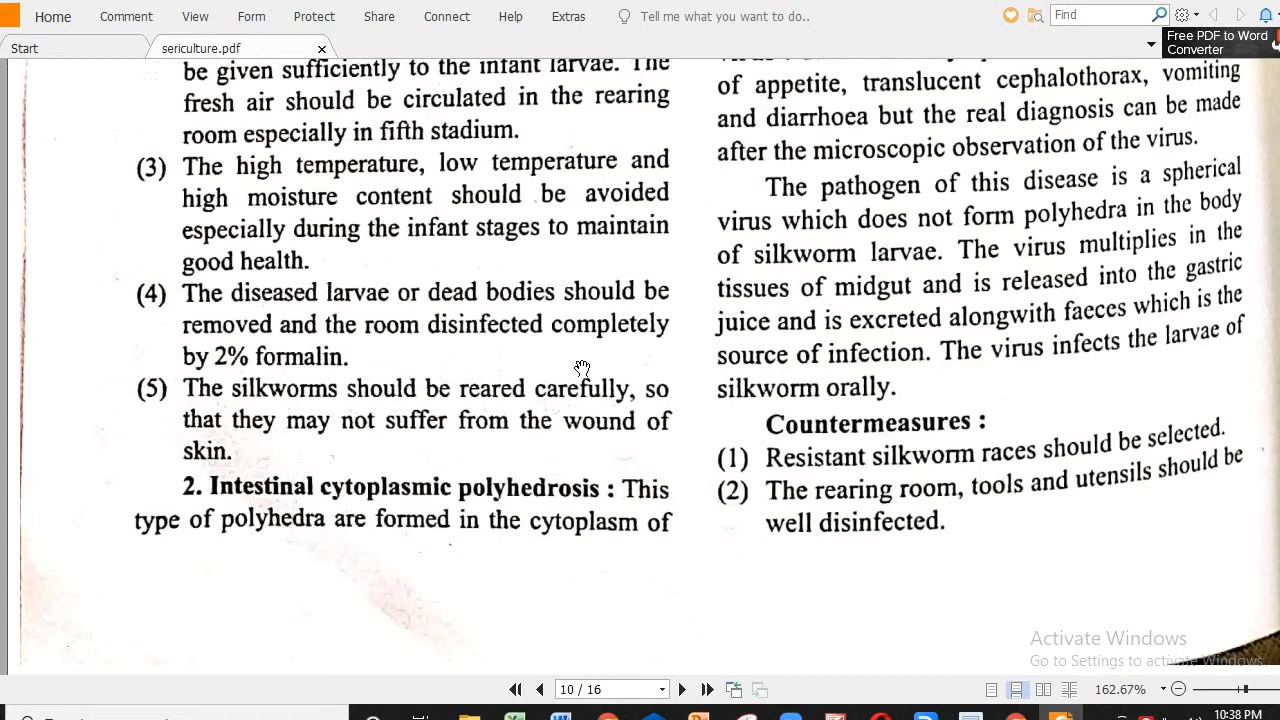 Home Comment View Form Protect Share Connect Help Extras Tell me what you want to do.. Find
Start sericulture.pdf x
Free PDF to Word
Converter
be given sufficiently to the infant larvae. The
fresh air should be circulated in the rearing
room especially in fifth stadium.
(3) The high temperature, low temperature and
high moisture content should be avoided
especially during the infant stages to maintain
good health.
(4) The diseased larvae or dead bodies should be
removed and the room disinfected completely
by 2% formalin.
(5) The silkworms should be reared carefully, so
that they may not suffer from the wound of
skin.
2. Intestinal cytoplasmic polyhedrosis : This
type of polyhedra are formed in the cytoplasm of
of appetite, translucent cephalothorax, vomiting
and diarrhoea but the real diagnosis can be made
after the microscopic observation of the virus.
The pathogen of this disease is a spherical
virus which does not form polyhedra in the body
of silkworm larvae. The virus multiplies in the
tissues of midgut and is released into the gastric
juice and is excreted alongwith faeces which is the
source of infection. The virus infects the larvae of
silkworm orally.
Countermeasures :
(1) Resistant silkworm races should be selected.
(2) The rearing room, tools and utensils should be
well disinfected.
Activate Windows
Go to Settings to activate Windows.
10 / 16
162.67%
10:38 PM